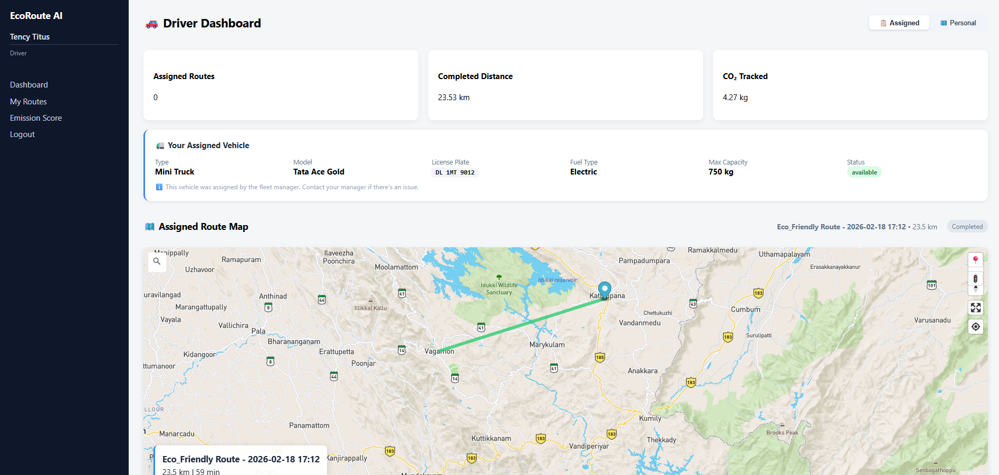 EcoRoute AI
Tency Titus
Driver
Dashboard
My Routes
Emission Score
Logout
Driver Dashboard
Assigned
Personal
Assigned Routes
0
Completed Distance
23.53 km
CO₂ Tracked
4.27 kg
Your Assigned Vehicle
Type
Mini Truck
Model
Tata Ace Gold
License Plate
DL 1MT 9012
Fuel Type
Electric
Max Capacity
750 kg
Status
available
This vehicle was assigned by the fleet manager. Contact your manager if there's an issue.
Assigned Route Map
Eco_Friendly Route - 2026-02-18 17:12 • 23.5 km
Completed
Ramapuram
Uzhavoor
Ilaveezha
Poonchira
Moolamattom
Idukki Wildlife
Sanctuary
Idukki reservoir
Pampadumpara
Ramakkalmedu
Uthamapalayam
Erasakkanayakkanur
uravilangad
Anthinad
Marangattupally
Vayala
Vallichira
Pala
Illikkal Kallu
Chettukuzhi
Vandanmedu
Cumbum
Varusanadu
Surulipatti
Bharananganam
Kidangoor
Erattupetta
ttumanoor
Poonjar
Marykulam
Anakkara
LLOOR
Panamattom
Manarcadu
Kumily
Kuttikkanam
Vandiperiyar
Thekkady
Brooks Peak
Kanjirappally
Senbagathoppu
41
44
8
41
14
8
44
14
41
185
43
183
101
183
183
183
183
183
183
Eco_Friendly Route - 2026-02-18 17:12
23.5 km | 59 min